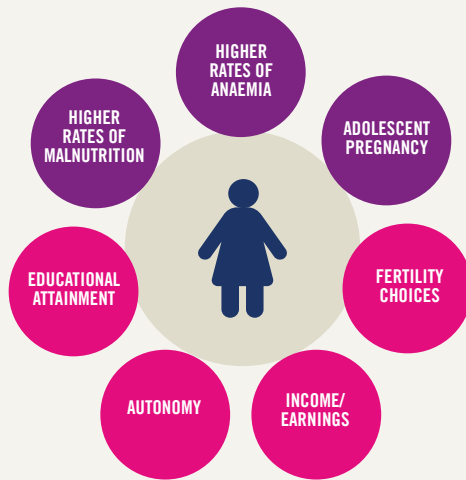 HIGHER
RATES OF
ANAEMIA
HIGHER
RATES OF
MALNUTRITION
ADOLESCENT
PREGNANCY
EDUCATIONAL
ATTAINMENT
FERTILITY
CHOICES
AUTONOMY
INCOME/
EARNINGS